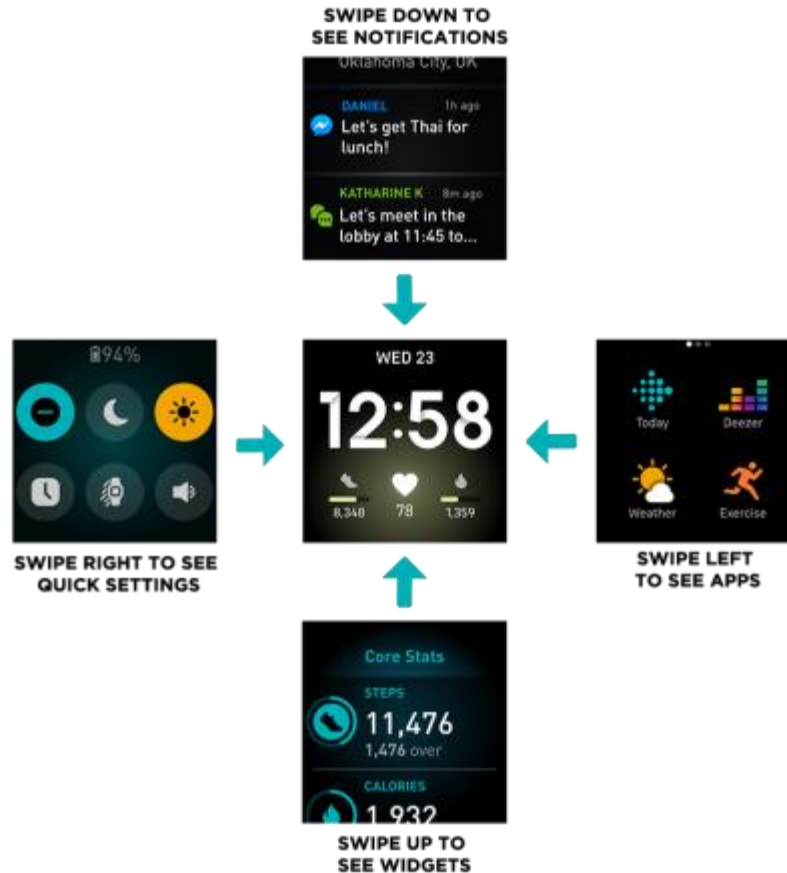 SWIPE DOWN TO
SEE NOTIFICATIONS
Oklahoma City, OK
DANIEL 1h ago
Let's get Thai for
lunch!
KATHARINE K 8m ago
Let's meet in the
lobby at 11:45 to...
94%
SWIPE RIGHT TO SEE
QUICK SETTINGS
WED 23
12:58
8,348 78 1,359
Today Deezer
Weather Exercise
SWIPE LEFT
TO SEE APPS
Core Stats
STEPS
11,476
1,476 over
CALORIES
1,932
SWIPE UP TO
SEE WIDGETS